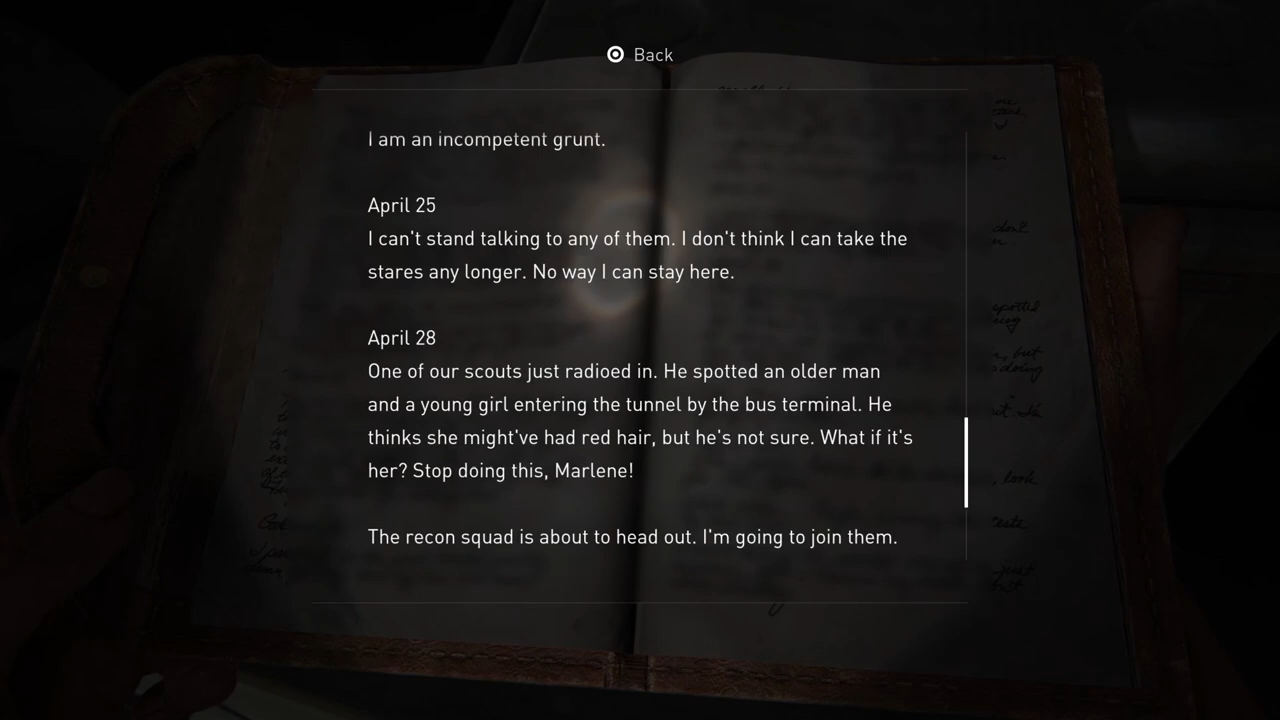 Back
I am an incompetent grunt.
April 25
I can't stand talking to any of them. I don't think I can take the
stares any longer. No way I can stay here.
April 28
One of our scouts just radioed in. He spotted an older man
and a young girl entering the tunnel by the bus terminal. He
thinks she might've had red hair, but he's not sure. What if it's
her? Stop doing this, Marlene!
The recon squad is about to head out. I'm going to join them.